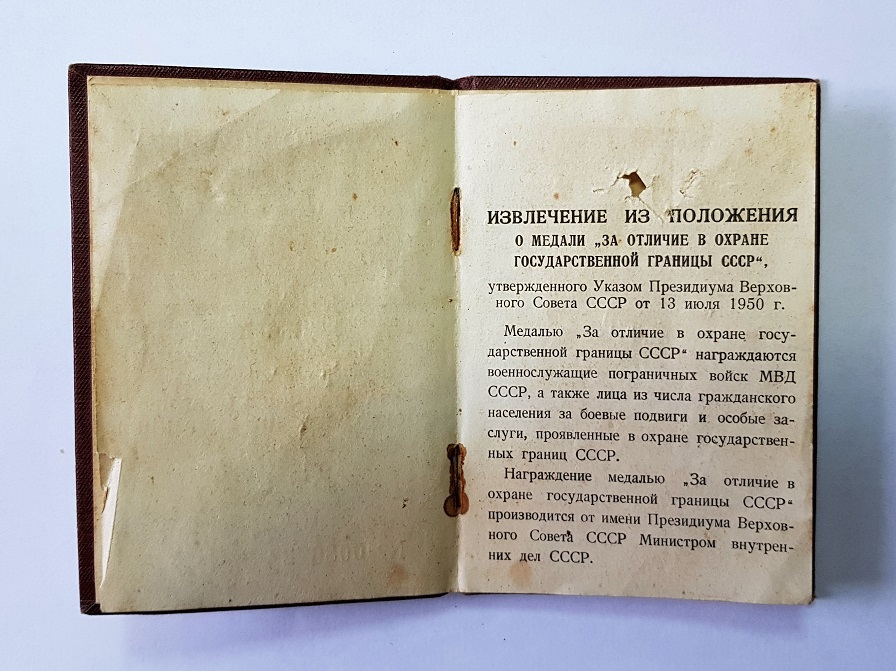 ИЗВЛЕЧЕНИЕ ИЗ ПОЛОЖЕНИЯ
О МЕДАЛИ „ЗА ОТЛИЧИЕ В ОХРАНЕ
ГОСУДАРСТВЕННОЙ ГРАНИЦЫ СССР“,
утвержденного Указом Президиума Верхов-
ного Совета СССР от 13 июля 1950 г.
Медалью „За отличие в охране госу-
дарственной границы СССР“ награждаются
военнослужащие пограничных войск МВД
СССР, а также лица из числа гражданского
населения за боевые подвиги и особые за-
слуги, проявленные в охране государствен-
ных границ СССР.
Награждение медалью „За отличие в
охране государственной границы СССР“
производится от имени Президиума Верхов-
ного Совета СССР Министром внутрен-
них дел СССР.